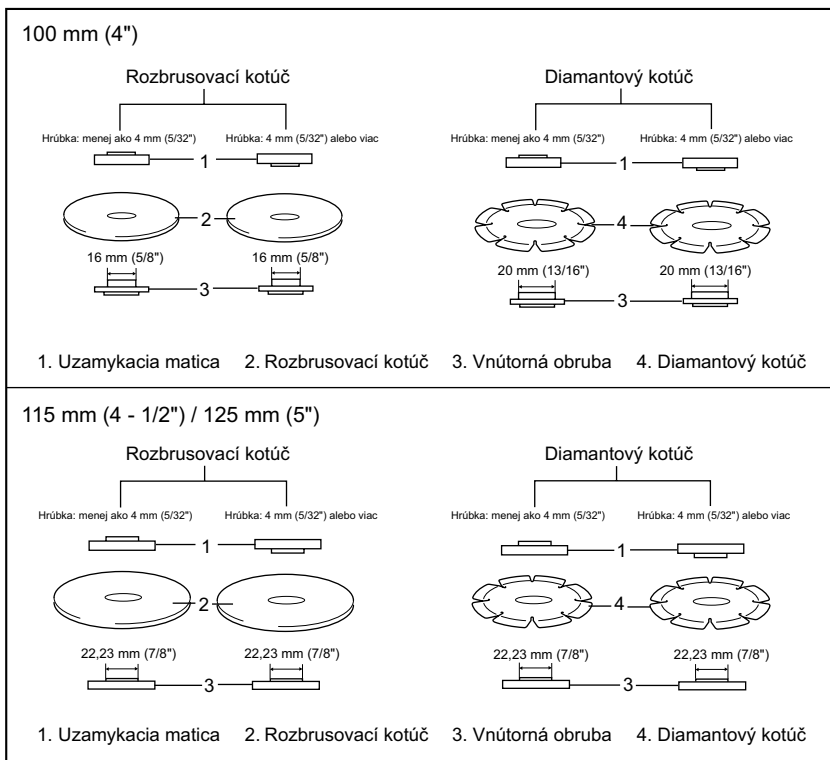 100 mm (4")
Rozbrusovací kotúč Diamantový kotúč
Hrúbka: menej ako 4 mm (5/32") Hrúbka: 4 mm (5/32") alebo viac Hrúbka: menej ako 4 mm (5/32") Hrúbka: 4 mm (5/32") alebo viac
1 1
2 4
16 mm (5/8") 16 mm (5/8") 20 mm (13/16") 20 mm (13/16")
3 3
1. Uzamykacia matica 2. Rozbrusovací kotúč 3. Vnútorná obruba 4. Diamantový kotúč
115 mm (4 - 1/2") / 125 mm (5")
Rozbrusovací kotúč Diamantový kotúč
Hrúbka: menej ako 4 mm (5/32") Hrúbka: 4 mm (5/32") alebo viac Hrúbka: menej ako 4 mm (5/32") Hrúbka: 4 mm (5/32") alebo viac
1 1
2 4
22,23 mm (7/8") 22,23 mm (7/8") 22,23 mm (7/8") 22,23 mm (7/8")
3 3
1. Uzamykacia matica 2. Rozbrusovací kotúč 3. Vnútorná obruba 4. Diamantový kotúč